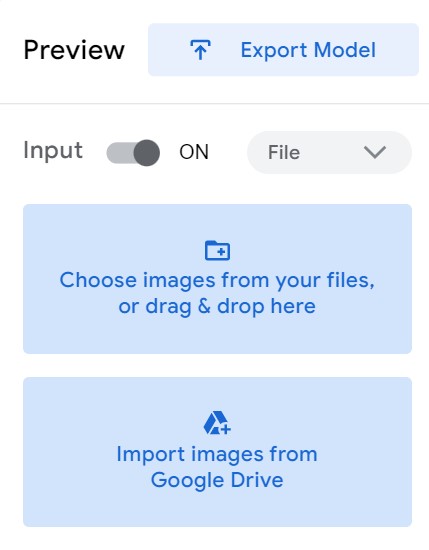 Preview
Export Model
Input
ON
File
Choose images from your files,
or drag & drop here
Import images from
Google Drive